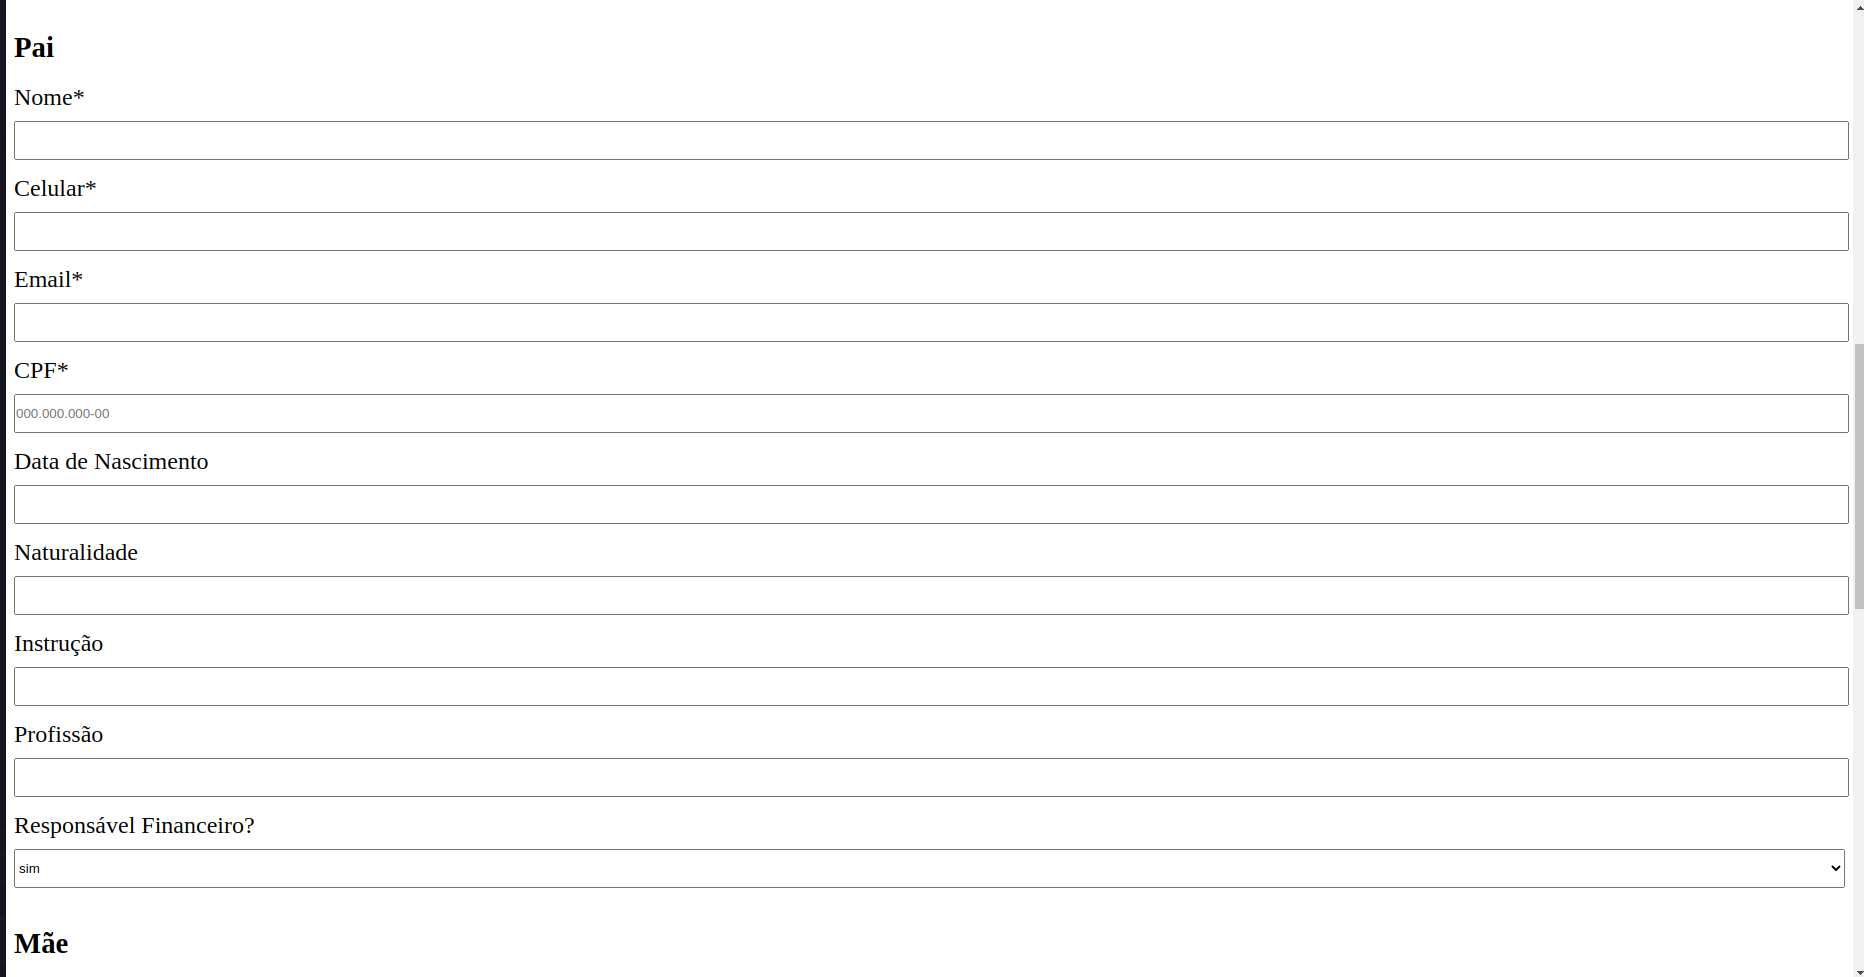 Pai
Nome*
Celular*
Email*
CPF*
000.000.000-00
Data de Nascimento
Naturalidade
Instrução
Profissão
Responsável Financeiro?
sim
Mãe